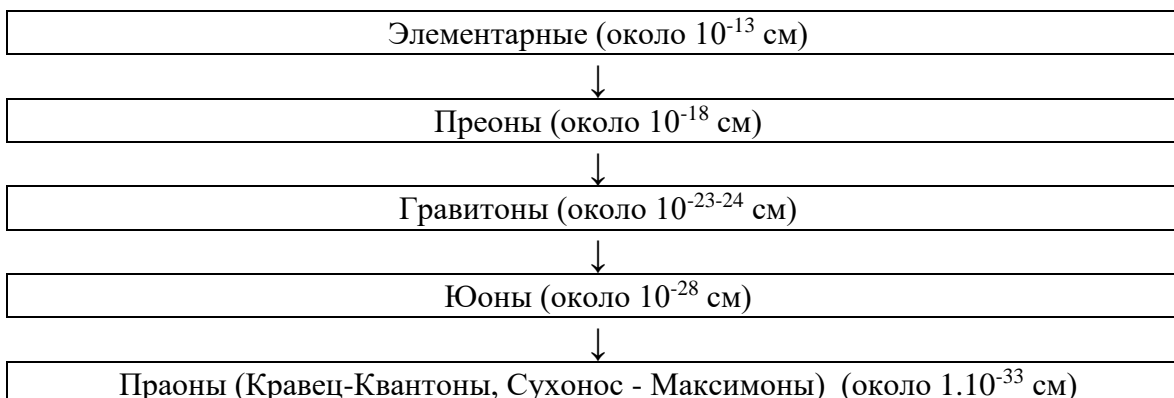 Элементарные (около 10⁻¹³ см)
↓
Преоны (около 10⁻¹⁸ см)
↓
Гравитоны (около 10⁻²³⁻²⁴ см)
↓
Юоны (около 10⁻²⁸ см)
↓
Праоны (Кравец-Квантоны, Сухонос - Максимоны) (около 1.10⁻³³ см)